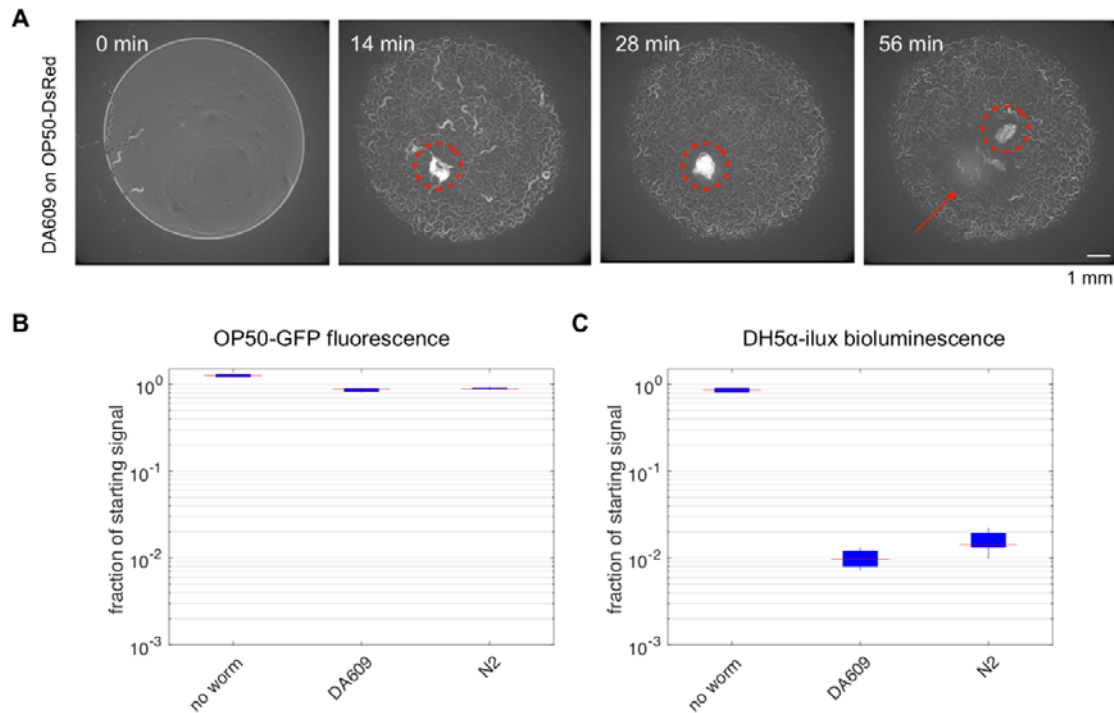 A
DA609 on OP50-DsRed
0 min
14 min
28 min
56 min
1 mm
B
OP50-GFP fluorescence
fraction of starting signal
10^0
10^-1
10^-2
10^-3
no worm
DA609
N2
C
DH5α-ilux bioluminescence
fraction of starting signal
10^0
10^-1
10^-2
10^-3
no worm
DA609
N2